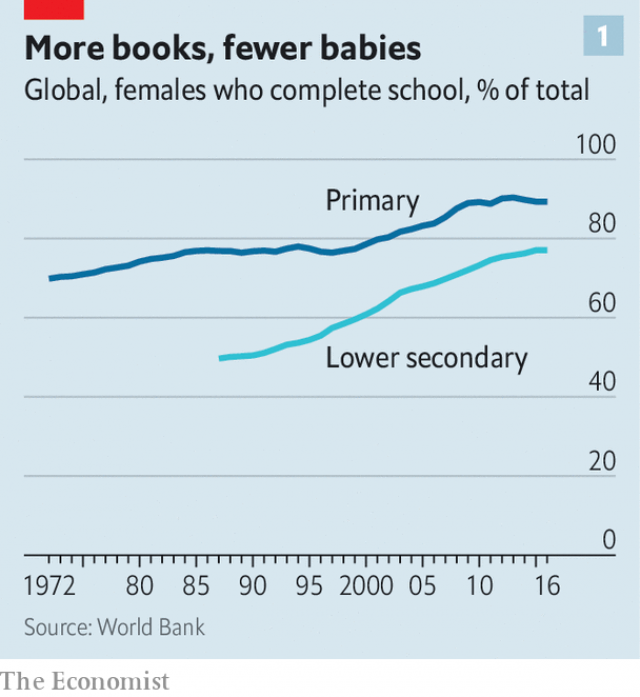 More books, fewer babies
1
Global, females who complete school, % of total
100
Primary
80
60
Lower secondary
40
20
0
1972 80 85 90 95 2000 05 10 16
Source: World Bank
The Economist